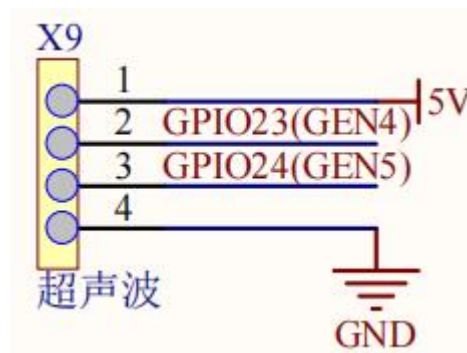 X9
1
5V
2 GPIO23(GEN4)
3 GPIO24(GEN5)
4
超声波
GND